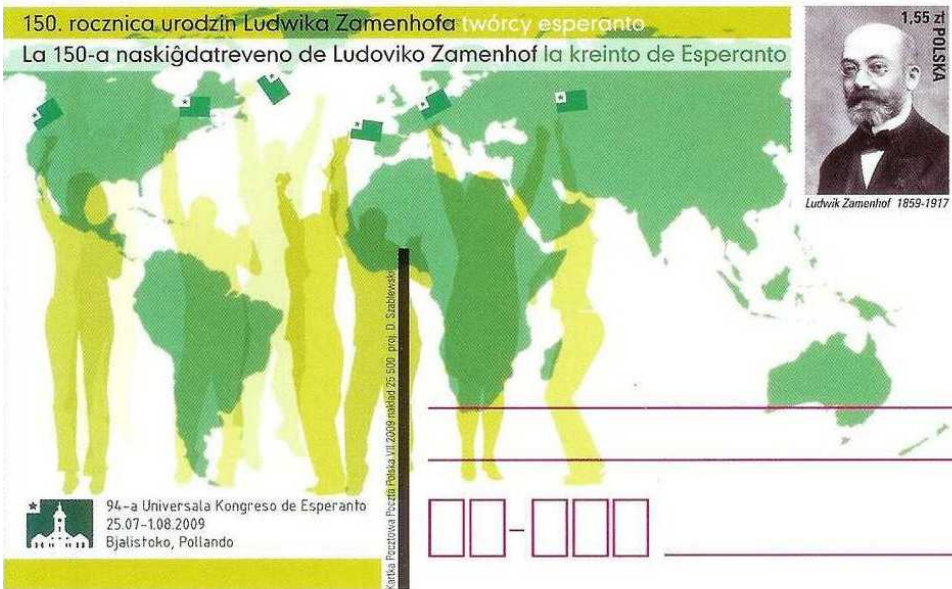 150. rocznica urodzin Ludwika Zamenhofa twórcy esperanto
La 150-a naskiĝdatreveno de Ludoviko Zamenhof la kreinto de Esperanto
1,55 zł
POLSKA
Ludwik Zamenhof 1859-1917
Kartka Pocztowa Poczta Polska VII.2009 nakład 25 500 proj. D. Szablewski
94-a Universala Kongreso de Esperanto
25.07-1.08.2009
Bjalistoko, Pollando